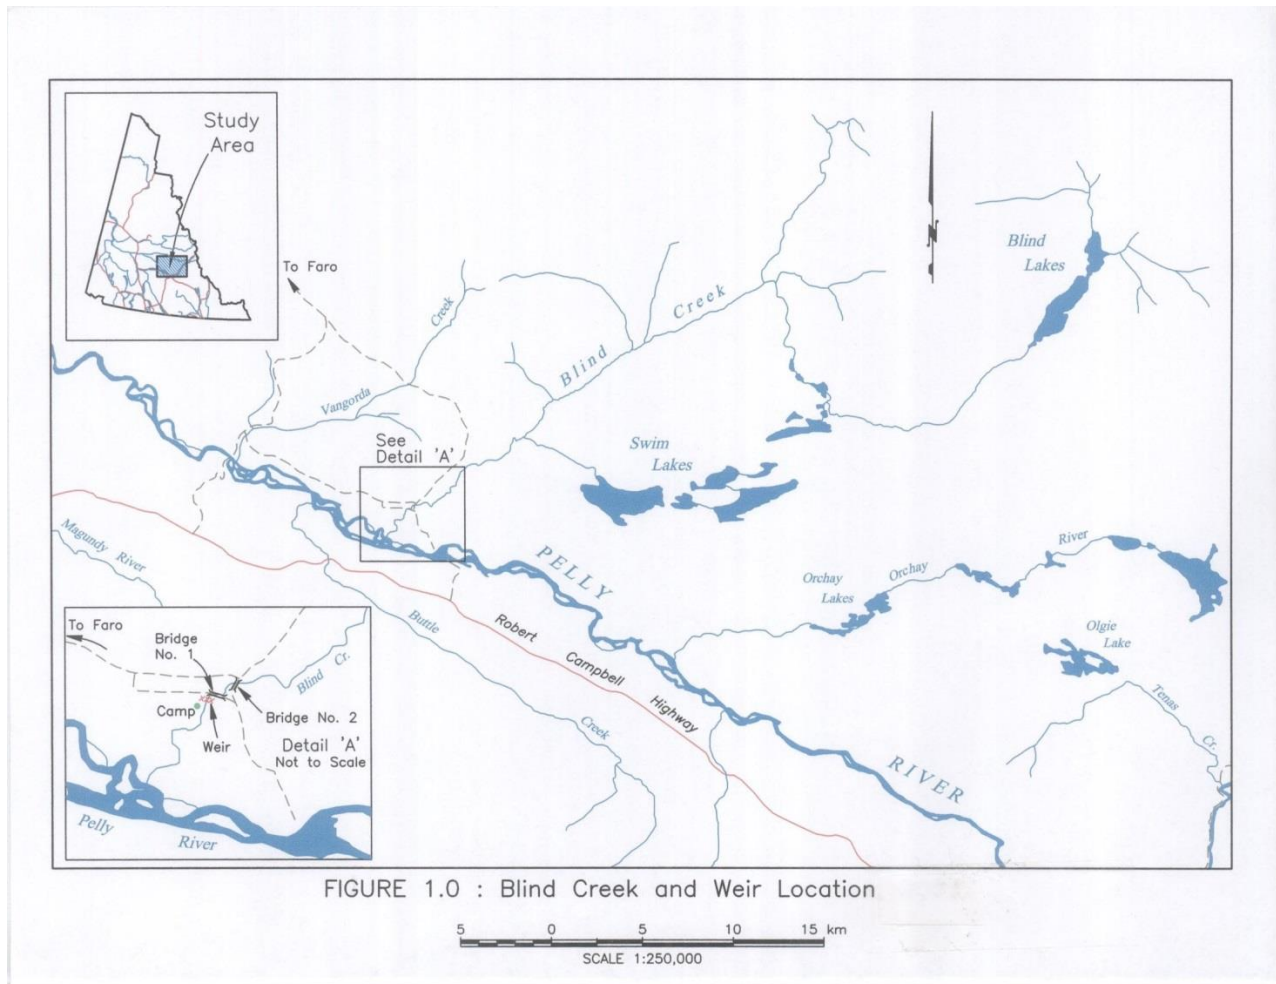 Study
Area
To Faro
Creek
Vangorda
Blind Creek
Blind
Lakes
See
Detail 'A'
Swim
Lakes
Magundy River
PELLY
RIVER
Orchay
Lakes
Orchay
River
Olgie
Lake
Tenas
Cr.
Buttle
Creek
Robert
Campbell
Highway
To Faro
Bridge
No. 1
Blind Cr.
Camp
Bridge No. 2
Weir
Detail 'A'
Not to Scale
Pelly
River
N
FIGURE 1.0 : Blind Creek and Weir Location
5 0 5 10 15 km
SCALE 1:250,000